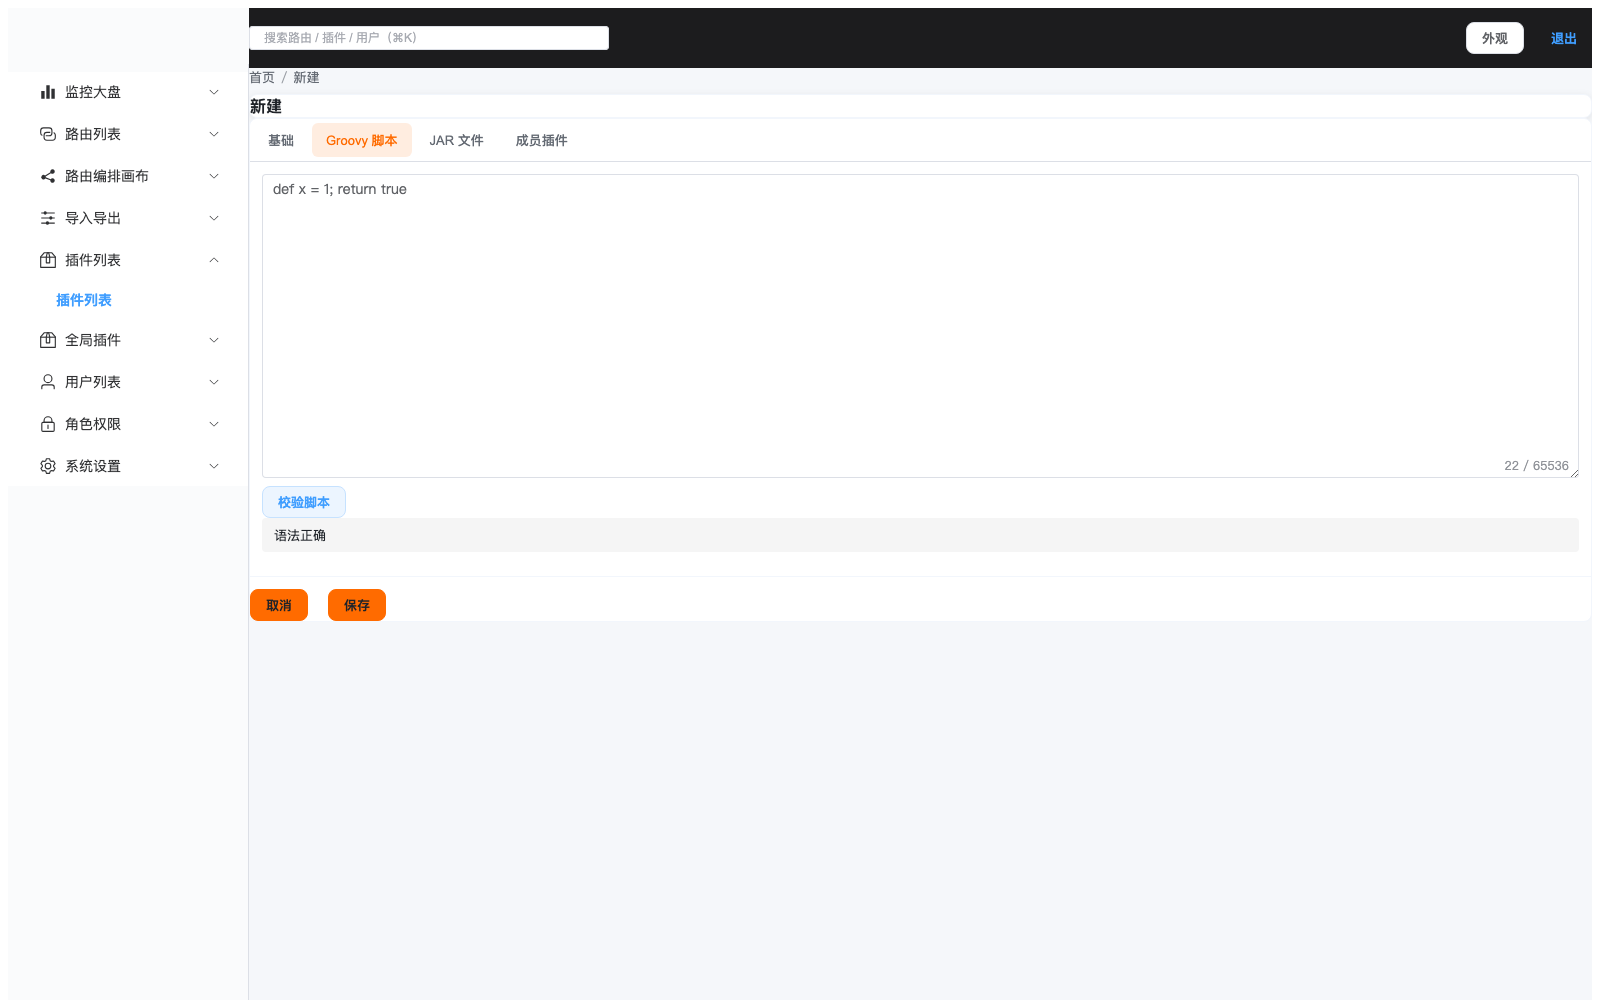 搜索路由 / 插件 / 用户（⌘K）
外观
退出
监控大盘
路由列表
路由编排画布
导入导出
插件列表
插件列表
全局插件
用户列表
角色权限
系统设置
首页 / 新建
新建
基础
Groovy 脚本
JAR 文件
成员插件
def x = 1; return true
22 / 65536
校验脚本
语法正确
取消
保存